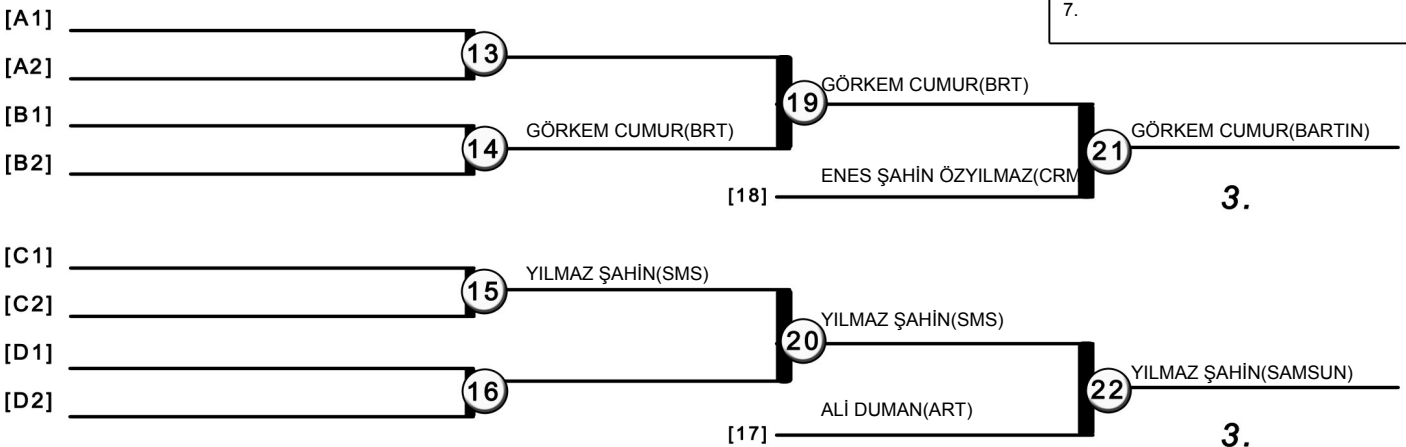 7.
[A1]
13
[A2]
19
GÖRKEM CUMUR(BRT)
[B1]
14
GÖRKEM CUMUR(BRT)
21
GÖRKEM CUMUR(BARTIN)
[B2]
ENES ŞAHİN ÖZYILMAZ(CRM
[18]
3.
[C1]
15
YILMAZ ŞAHİN(SMS)
[C2]
20
YILMAZ ŞAHİN(SMS)
[D1]
16
22
YILMAZ ŞAHİN(SAMSUN)
[D2]
ALİ DUMAN(ART)
[17]
3.